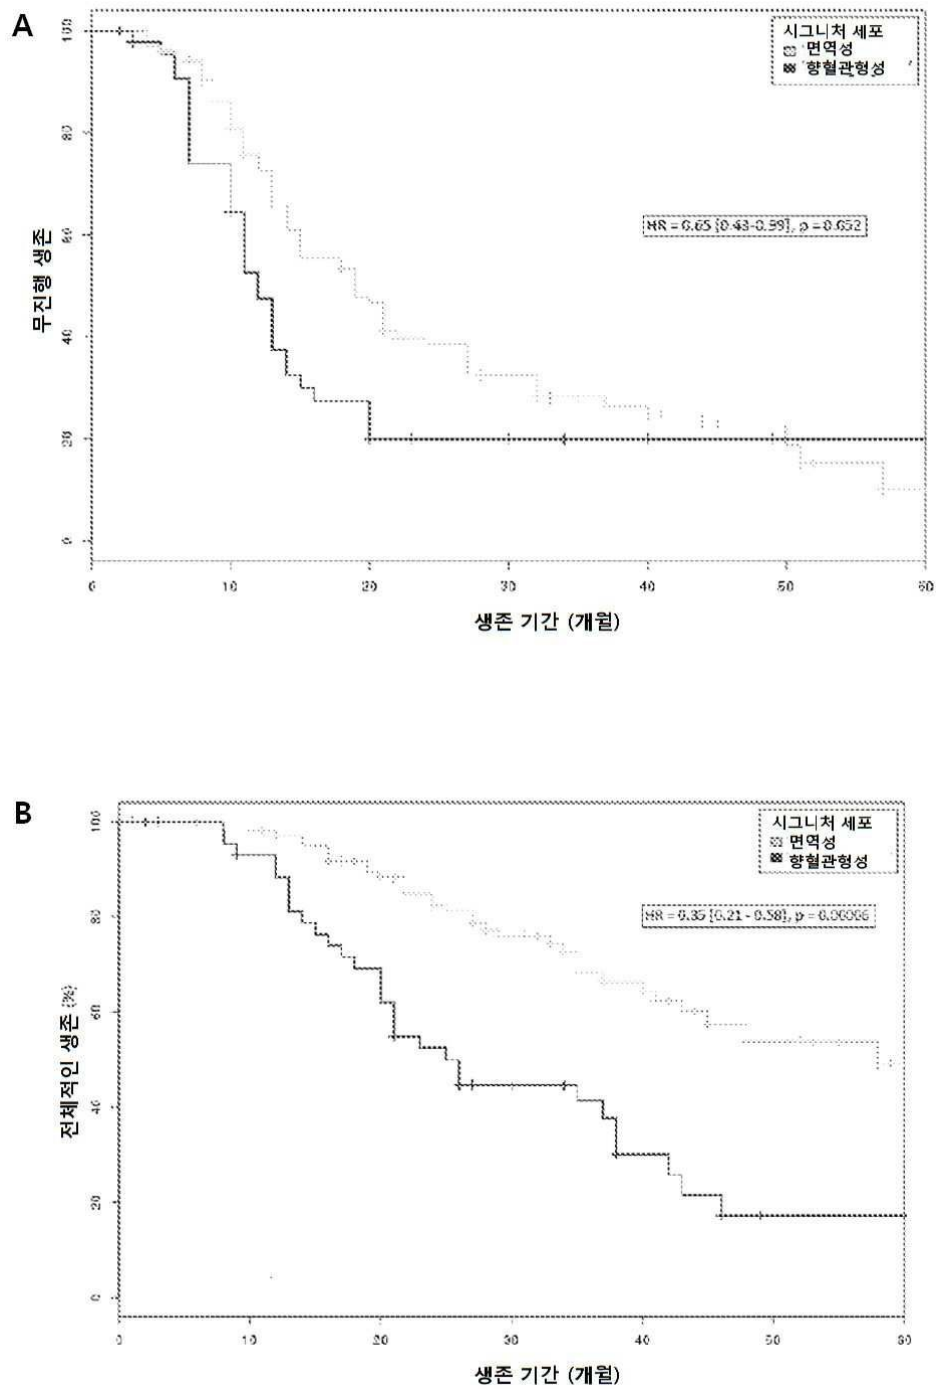 A
시그니처 세포
면역성
향혈관형성
HR = 0.65 [0.43-0.99], p = 0.052
무진행 생존
100
80
60
40
20
0
0 10 20 30 40 50 60
생존 기간 (개월)
B
시그니처 세포
면역성
향혈관형성
HR = 0.35 [0.21 - 0.58], p = 0.00006
전체적인 생존 (%)
100
80
60
40
20
0
0 10 20 30 40 50 60
생존 기간 (개월)